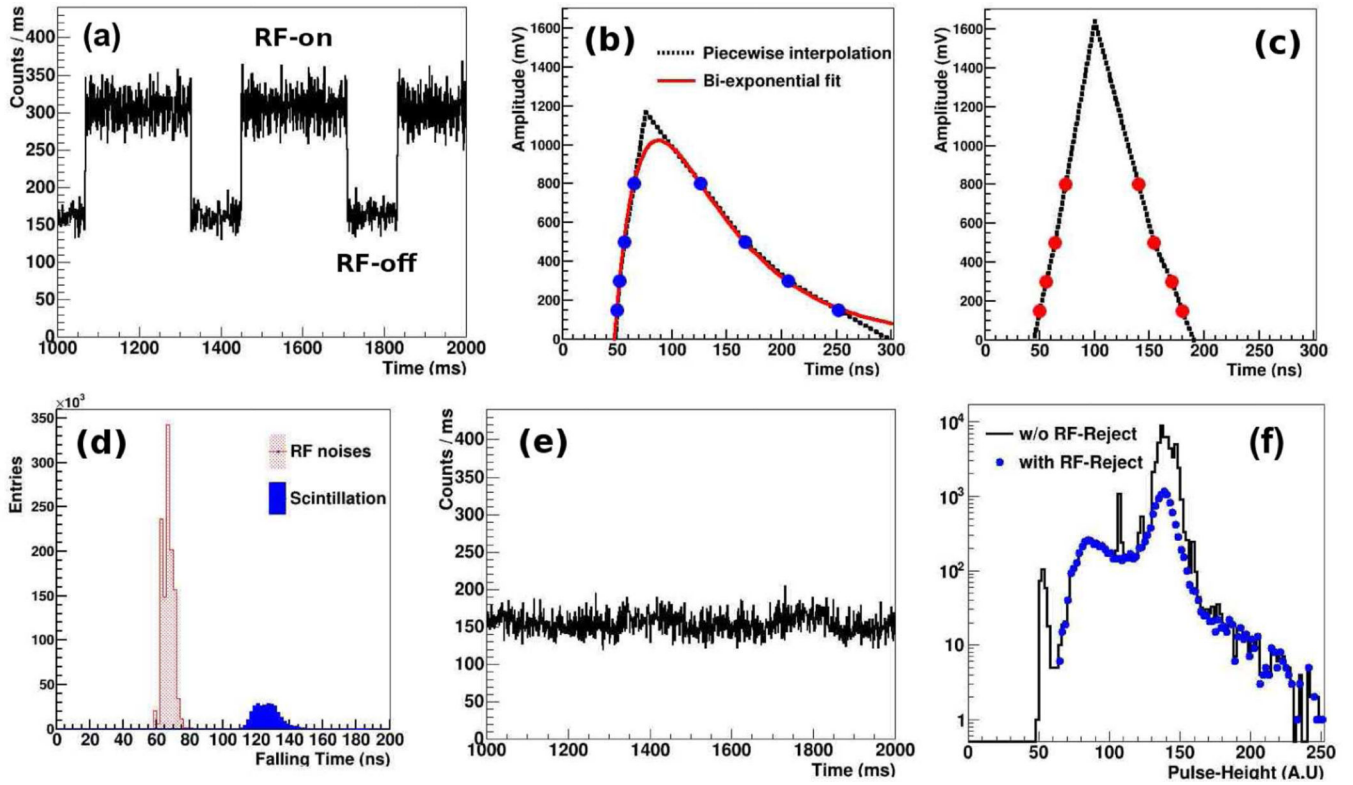 (a)
RF-on
RF-off
Counts / ms
400
350
300
250
200
150
100
50
0
1000 1200 1400 1600 1800 2000
Time (ms)
(b)
Piecewise interpolation
Bi-exponential fit
Amplitude (mV)
1600
1400
1200
1000
800
600
400
200
0
0 50 100 150 200 250 300
Time (ns)
(c)
Amplitude (mV)
1600
1400
1200
1000
800
600
400
200
0
0 50 100 150 200 250 300
Time (ns)
×10³
(d)
RF noises
Scintillation
Entries
350
300
250
200
150
100
50
0
0 20 40 60 80 100 120 140 160 180 200
Falling Time (ns)
(e)
Counts / ms
400
350
300
250
200
150
100
50
0
1000 1200 1400 1600 1800 2000
Time (ms)
(f)
w/o RF-Reject
with RF-Reject
10⁴
10³
10²
10
1
0 50 100 150 200 250
Pulse-Height (A.U)